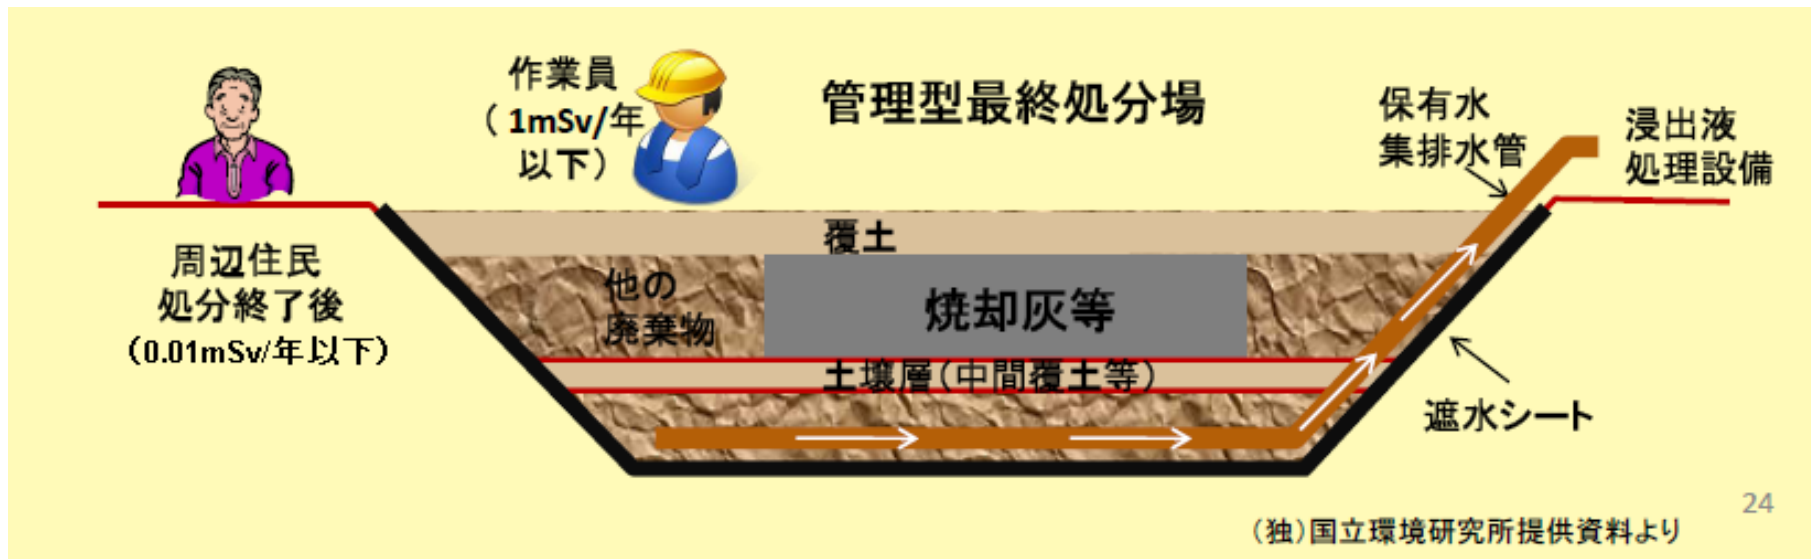 作業員
(1mSv/年
以下)
管理型最終処分場
保有水
集排水管
浸出液
処理設備
周辺住民
処分終了後
(0.01mSv/年以下)
覆土
他の
廃棄物
焼却灰等
土壌層(中間覆土等)
遮水シート
24
(独)国立環境研究所提供資料より